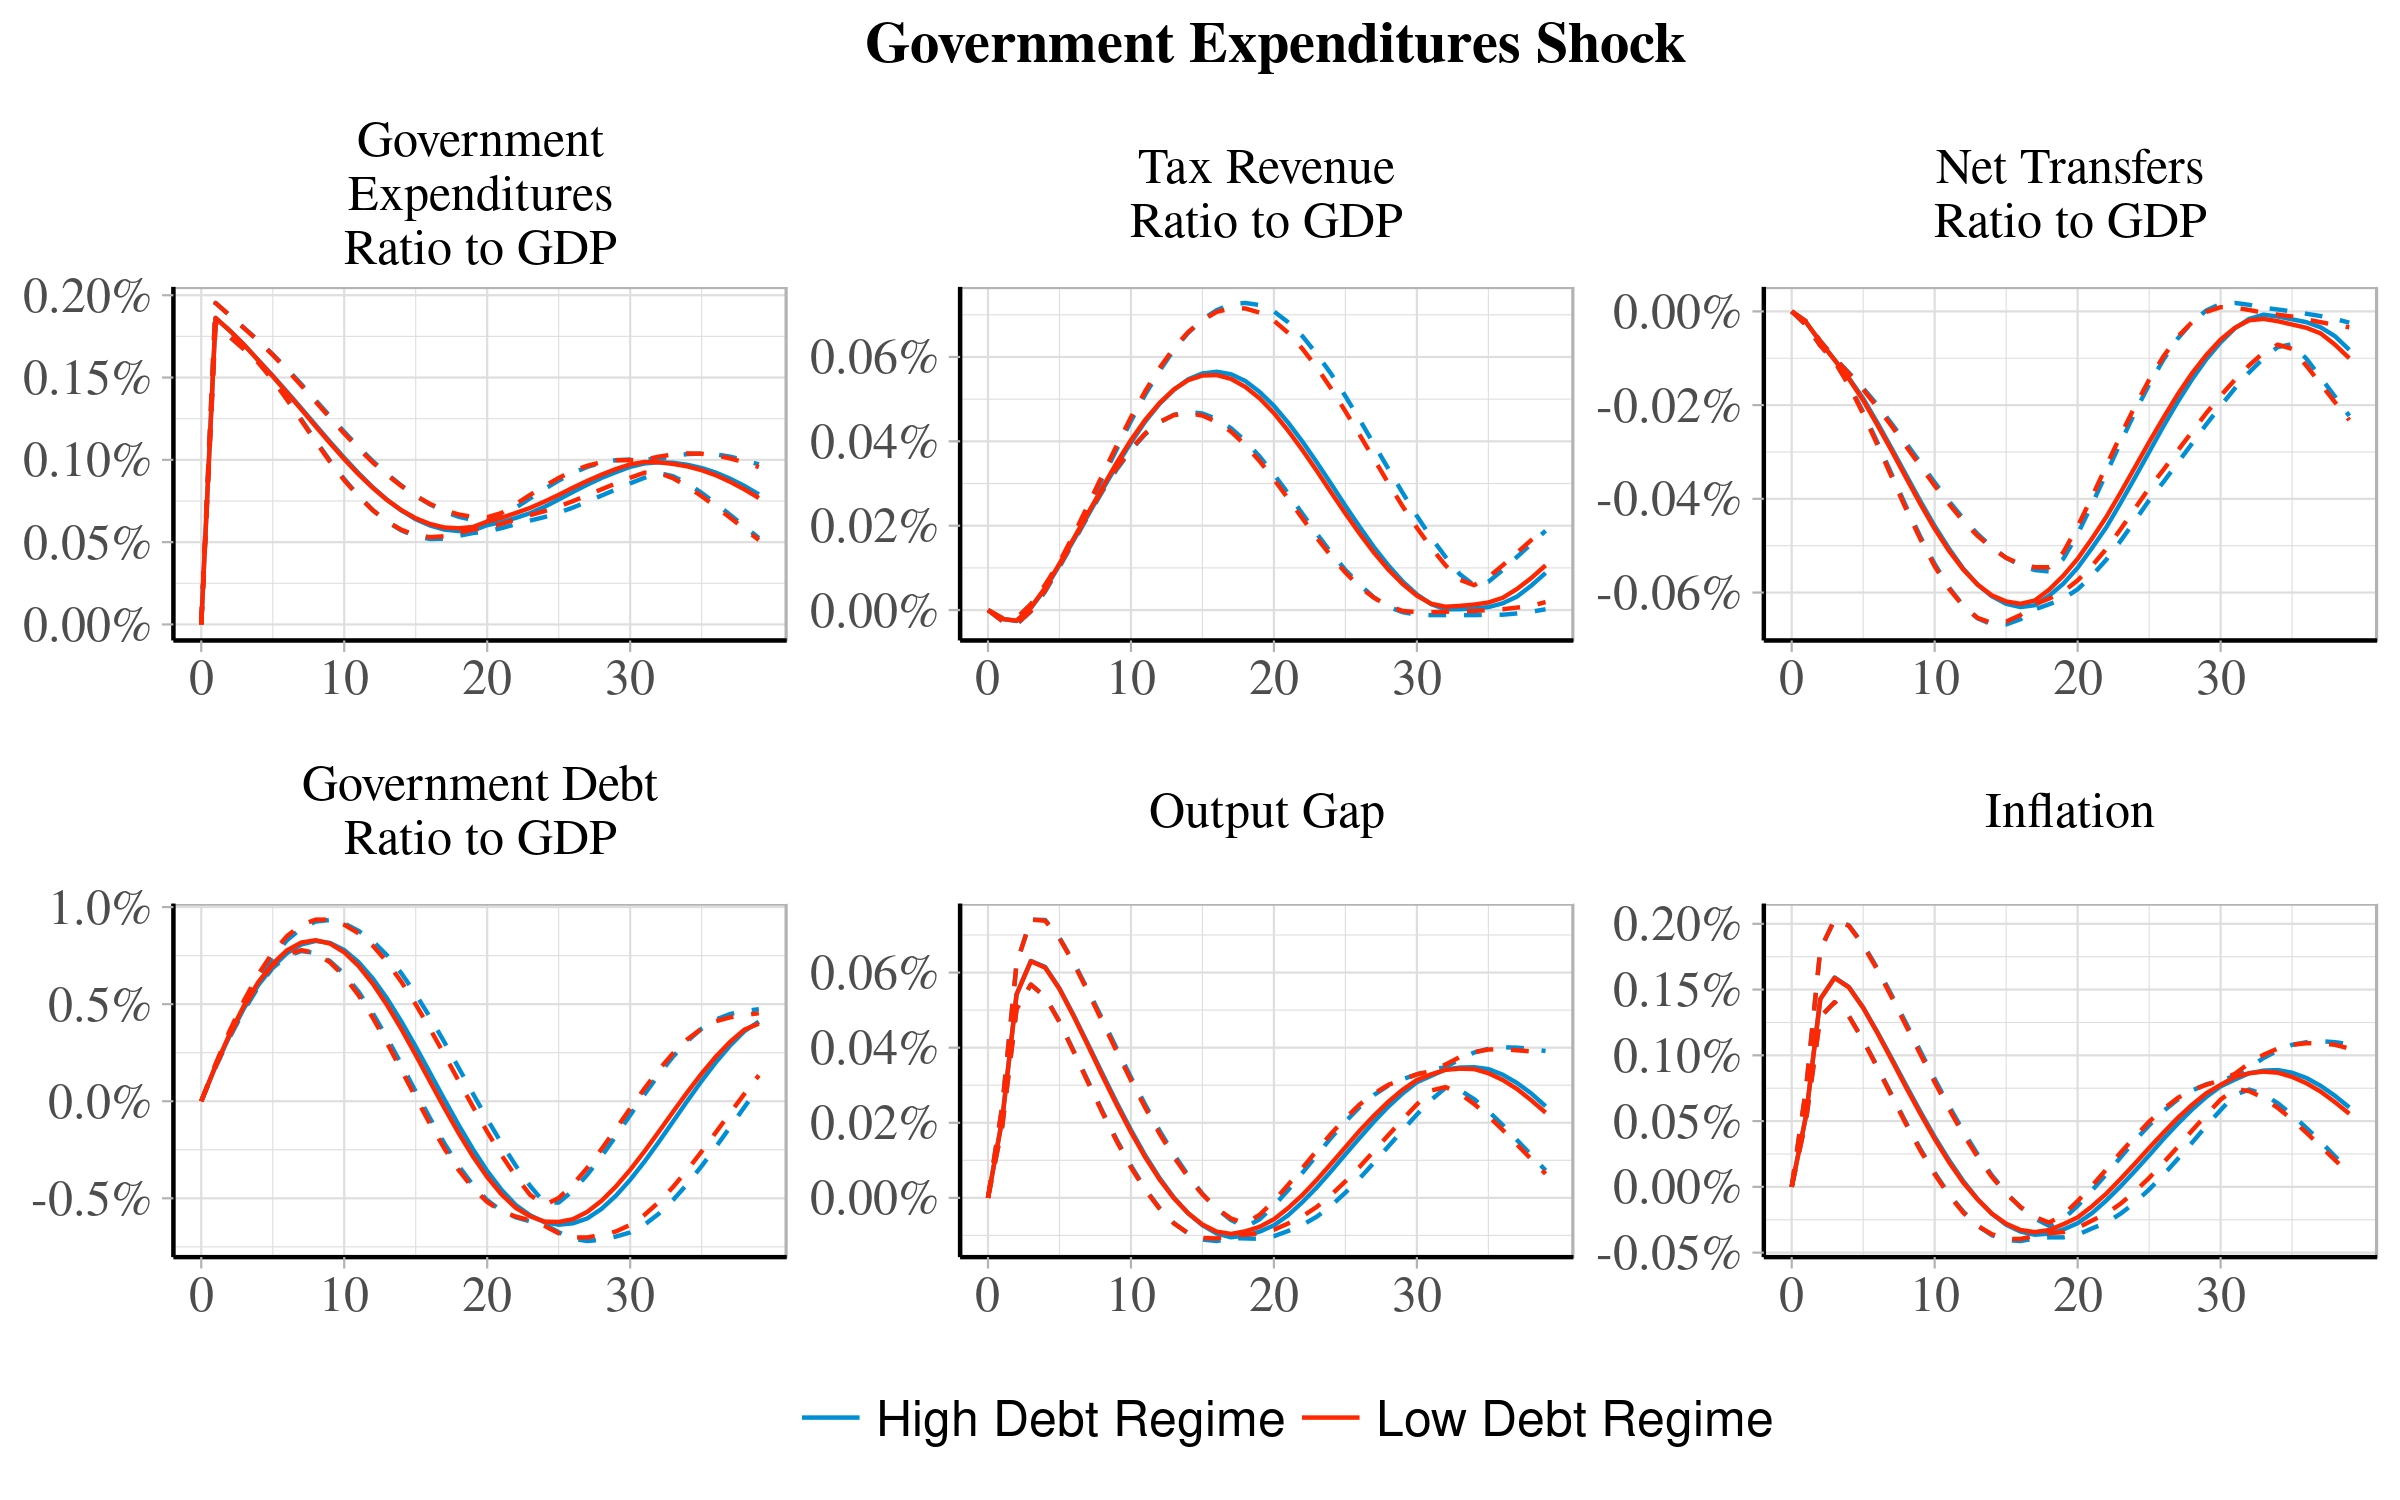 Government Expenditures Shock
Government
Expenditures
Ratio to GDP
0.20%
0.15%
0.10%
0.05%
0.00%
0 10 20 30
Tax Revenue
Ratio to GDP
0.06%
0.04%
0.02%
0.00%
0 10 20 30
Net Transfers
Ratio to GDP
0.00%
-0.02%
-0.04%
-0.06%
0 10 20 30
Government Debt
Ratio to GDP
1.0%
0.5%
0.0%
-0.5%
0 10 20 30
Output Gap
0.06%
0.04%
0.02%
0.00%
0 10 20 30
Inflation
0.20%
0.15%
0.10%
0.05%
0.00%
-0.05%
0 10 20 30
High Debt Regime Low Debt Regime